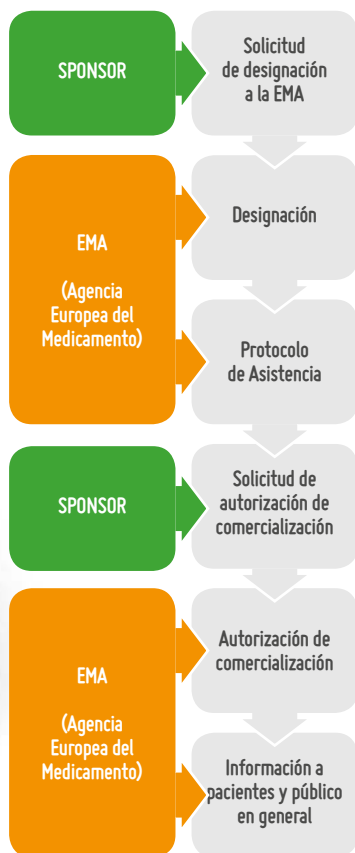 SPONSOR
Solicitud
de designación
a la EMA
EMA
(Agencia
Europea del
Medicamento)
Designación
Protocolo
de Asistencia
SPONSOR
Solicitud de
autorización de
comercialización
EMA
(Agencia
Europea del
Medicamento)
Autorización de
comercialización
Información a
pacientes y público
en general